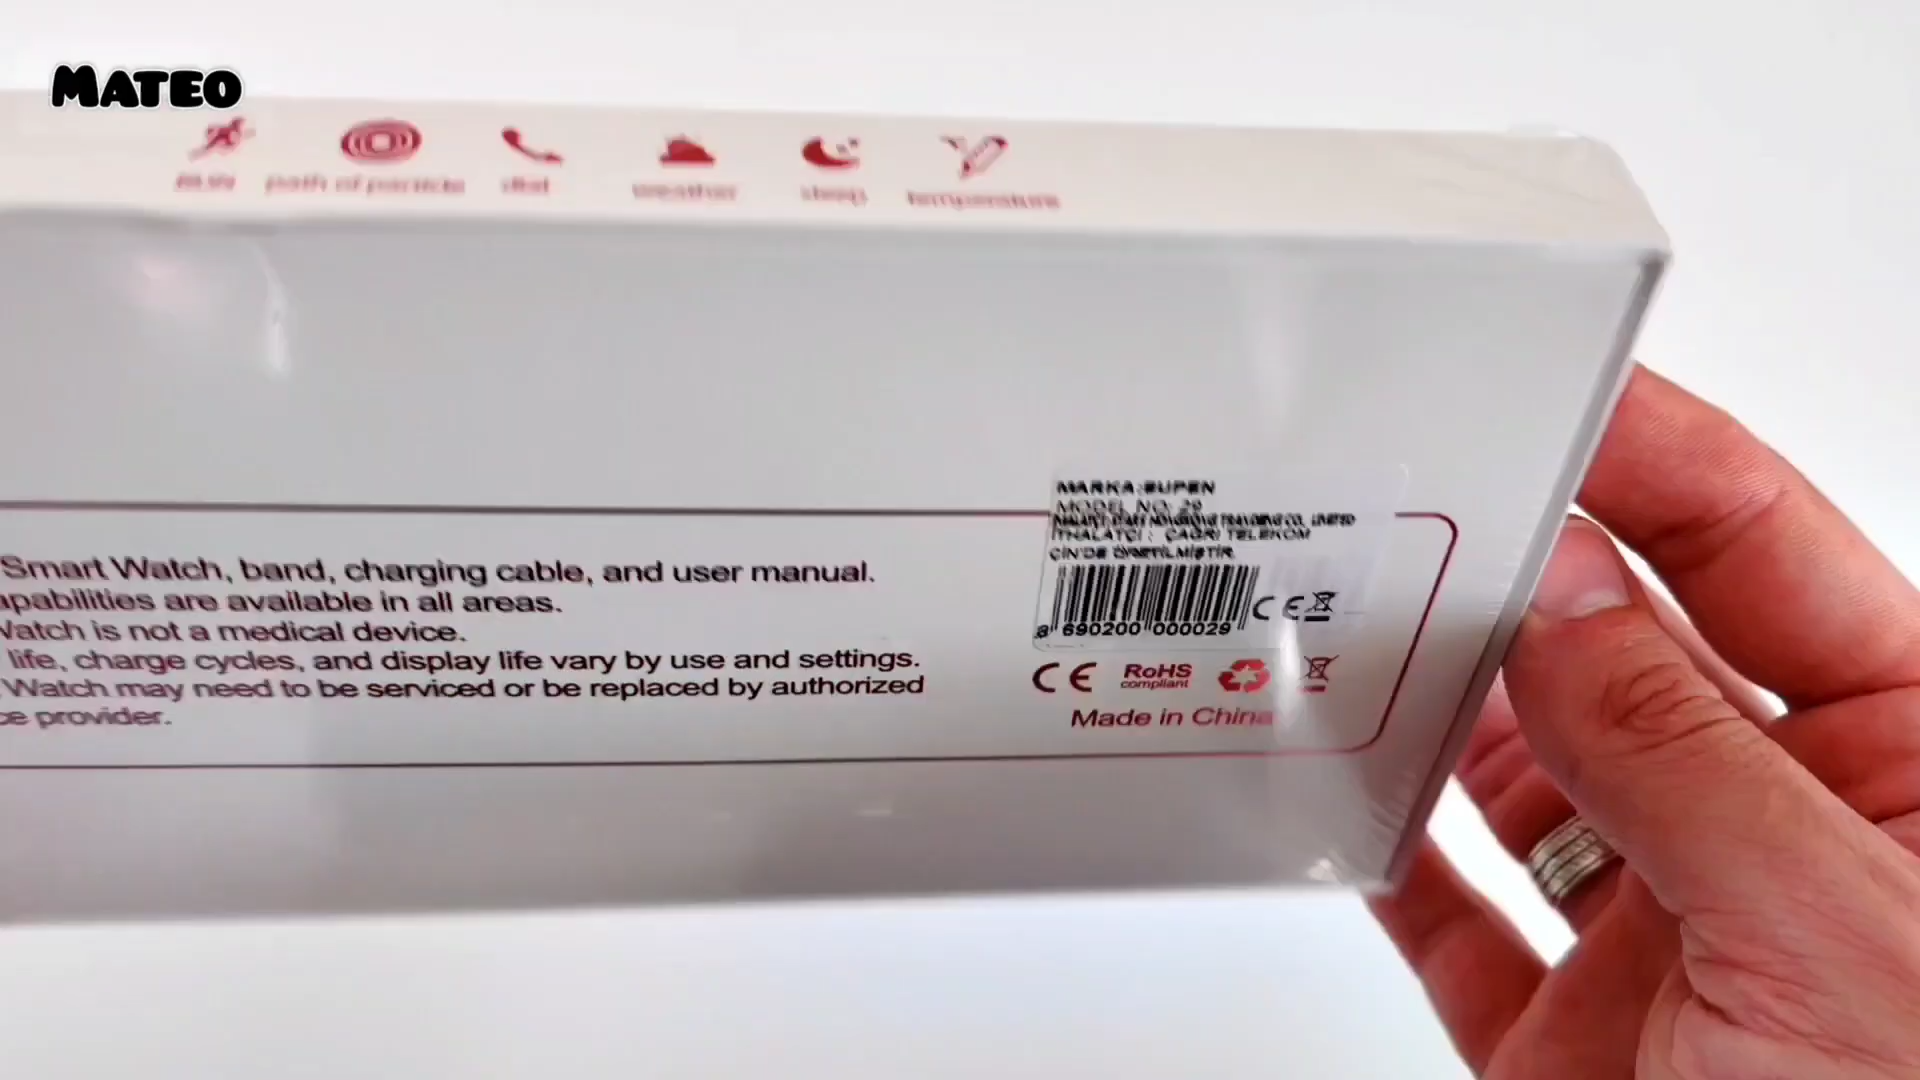 MATEO
path of particle
dial
weather
sleep
temperature
MARKA:SUPEN
MODEL NO: 29
İTHALATÇI : ÇAĞRI TELEKOM
ÇİN'DE ÜRETİLMİŞTİR.
8 690200 000029
CE
Smart Watch, band, charging cable, and user manual.
apabilities are available in all areas.
Watch is not a medical device.
life, charge cycles, and display life vary by use and settings.
Watch may need to be serviced or be replaced by authorized
ce provider.
CE RoHS
compliant
Made in China